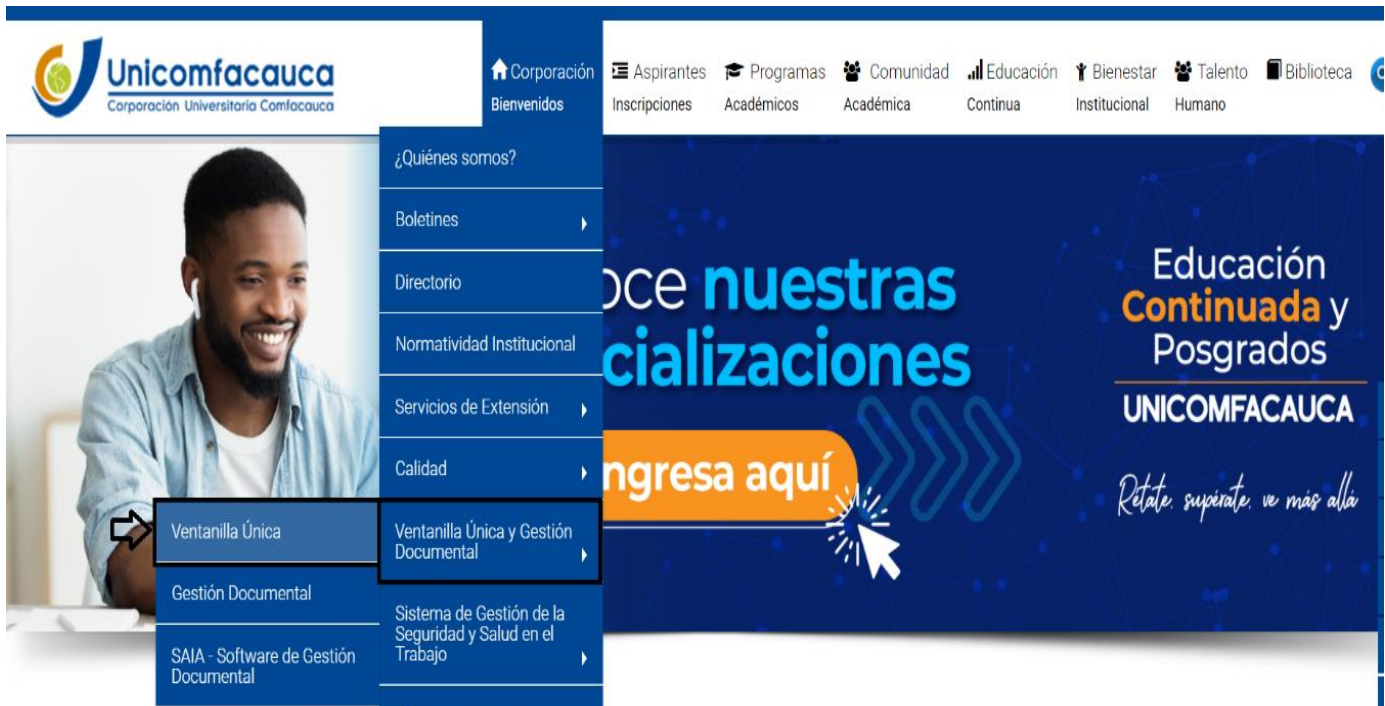 Unicomfacauca
Corporación Universitaria Comfacauca
Corporación
Bienvenidos
Aspirantes
Inscripciones
Programas
Académicos
Comunidad
Académica
Educación
Continua
Bienestar
Institucional
Talento
Humano
Biblioteca
¿Quiénes somos?
Boletines
Directorio
Normatividad Institucional
Servicios de Extensión
Calidad
Ventanilla Única y Gestión
Documental
Sistema de Gestión de la
Seguridad y Salud en el
Trabajo
Ventanilla Única
Gestión Documental
SAIA - Software de Gestión
Documental
oce nuestras
cializaciones
ngresa aquí
Educación
Continuada y
Posgrados
UNICOMFACAUCA
Rétate, supérate, ve más allá